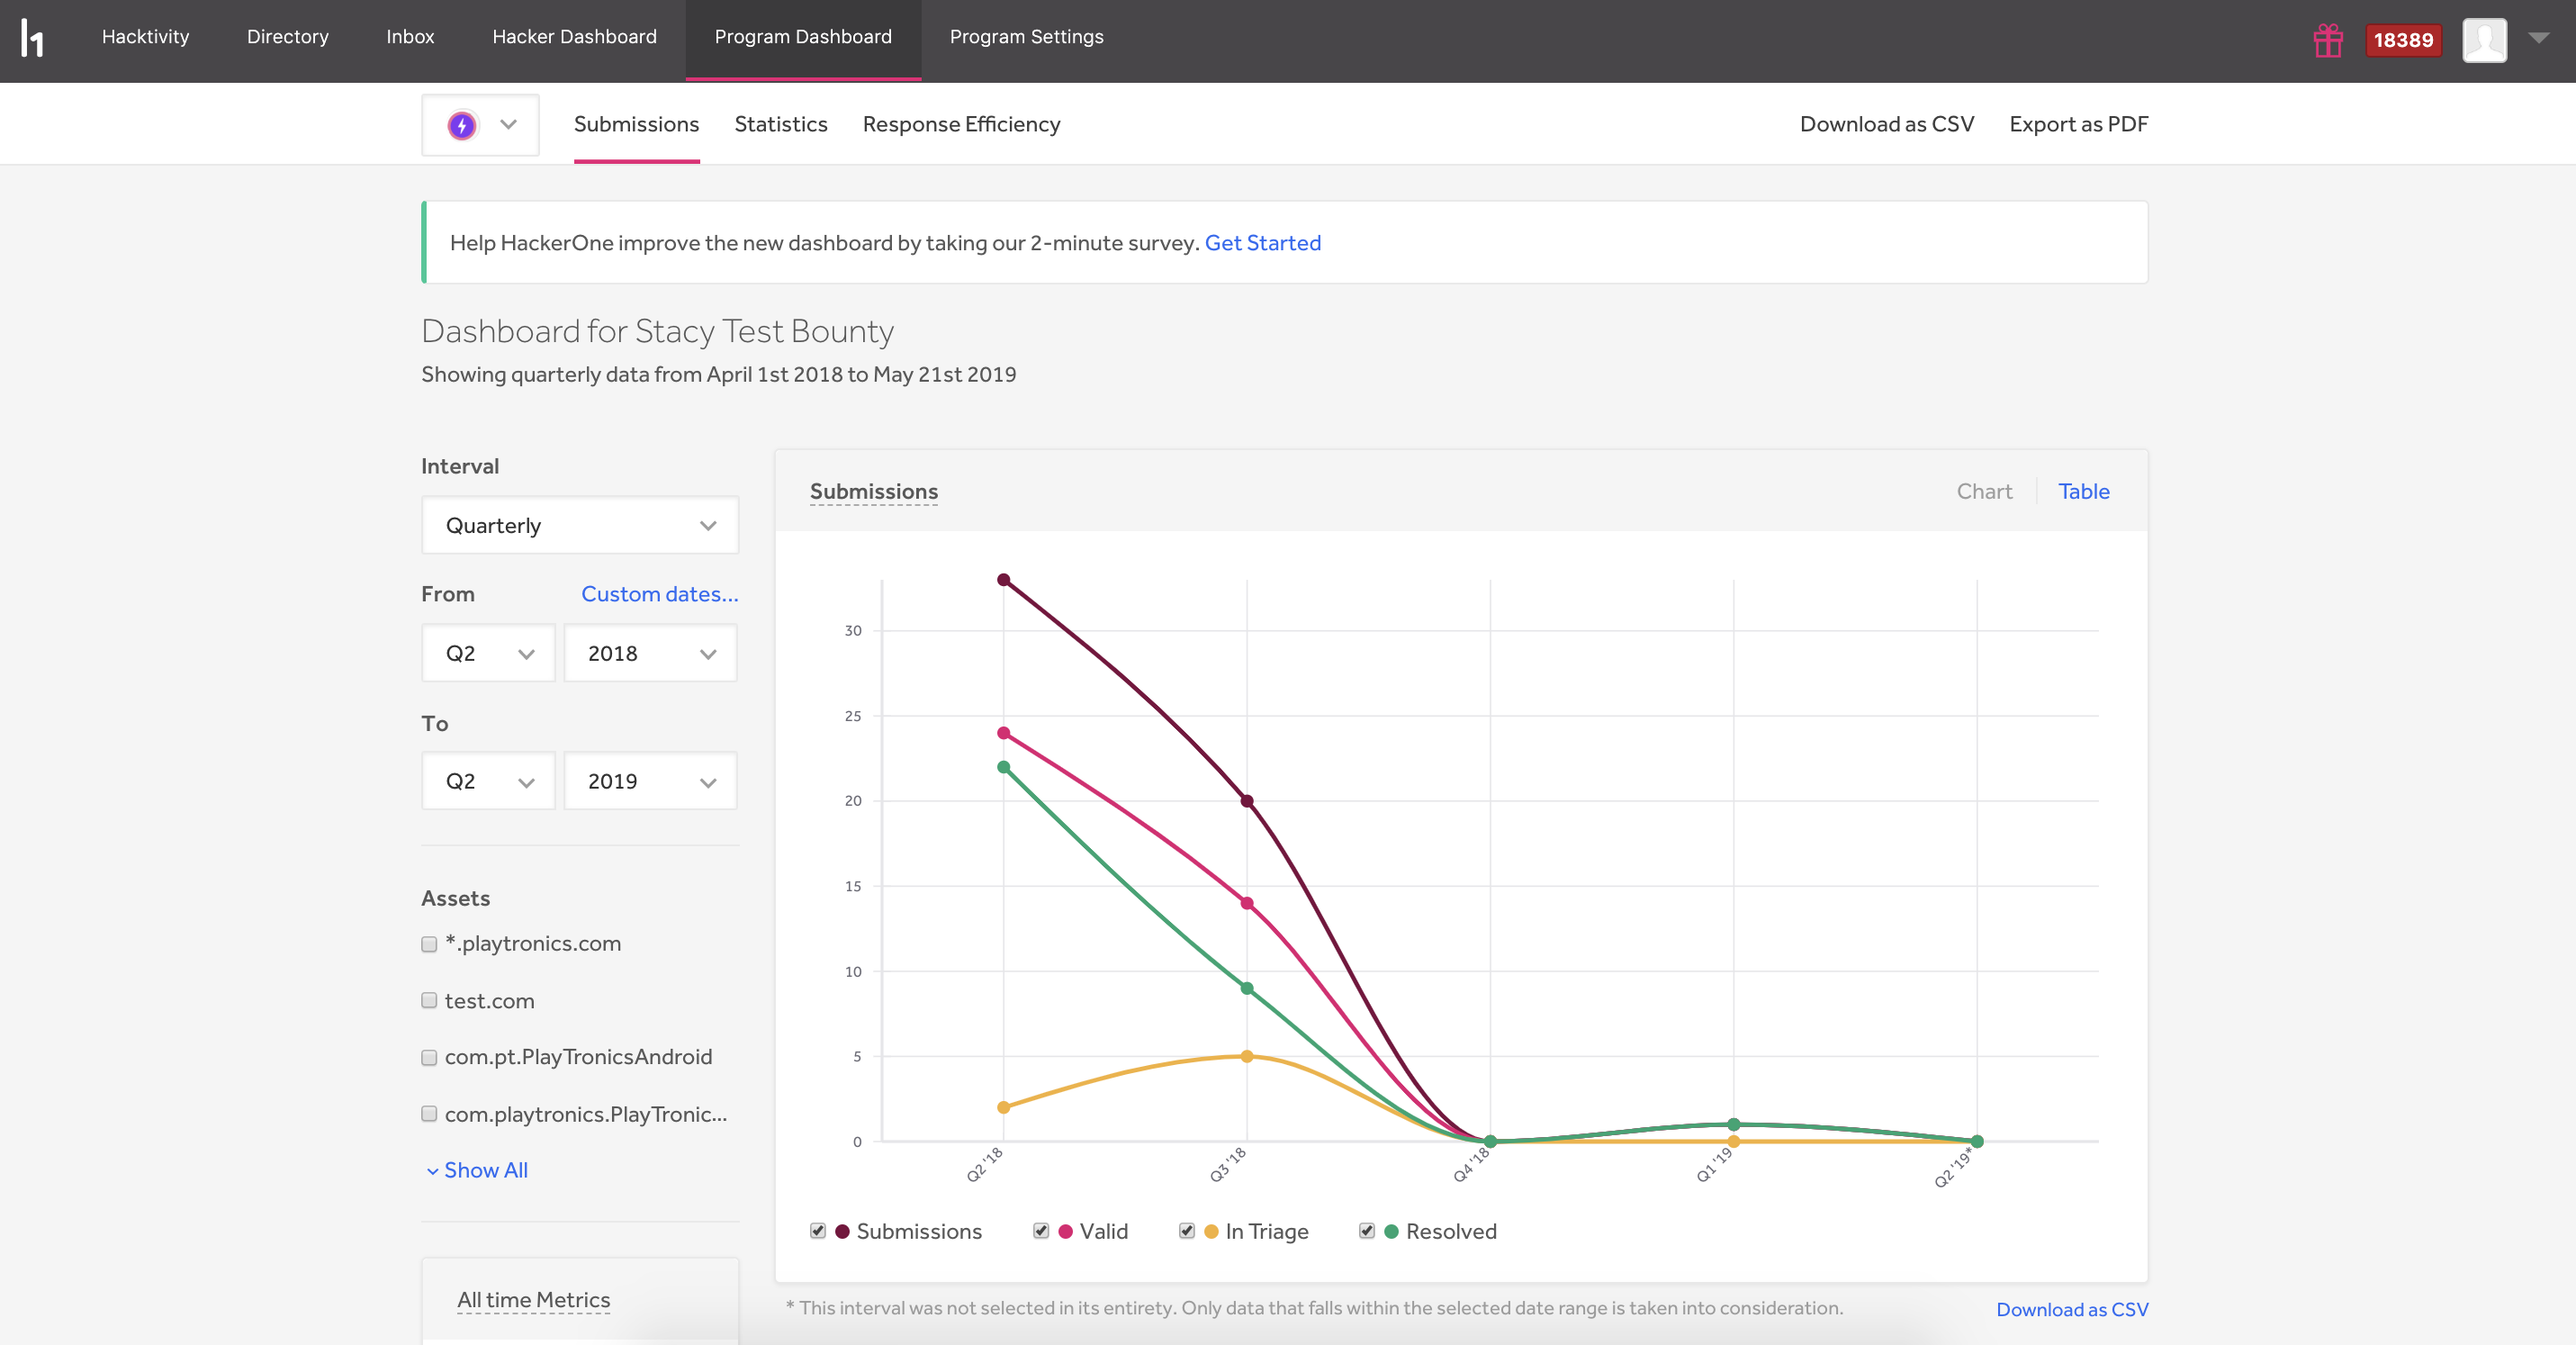 h1 Hacktivity Directory Inbox Hacker Dashboard Program Dashboard Program Settings 18389
Submissions Statistics Response Efficiency Download as CSV Export as PDF
Help HackerOne improve the new dashboard by taking our 2-minute survey. Get Started
Dashboard for Stacy Test Bounty
Showing quarterly data from April 1st 2018 to May 21st 2019
Interval
Quarterly
From Custom dates...
Q2 2018
To
Q2 2019
Assets
*.playtronics.com
test.com
com.pt.PlayTronicsAndroid
com.playtronics.PlayTronic...
Show All
All time Metrics
Submissions Chart Table
30
25
20
15
10
5
0
Q2 '18 Q3 '18 Q4 '18 Q1 '19 Q2 '19*
Submissions Valid In Triage Resolved
* This interval was not selected in its entirety. Only data that falls within the selected date range is taken into consideration. Download as CSV